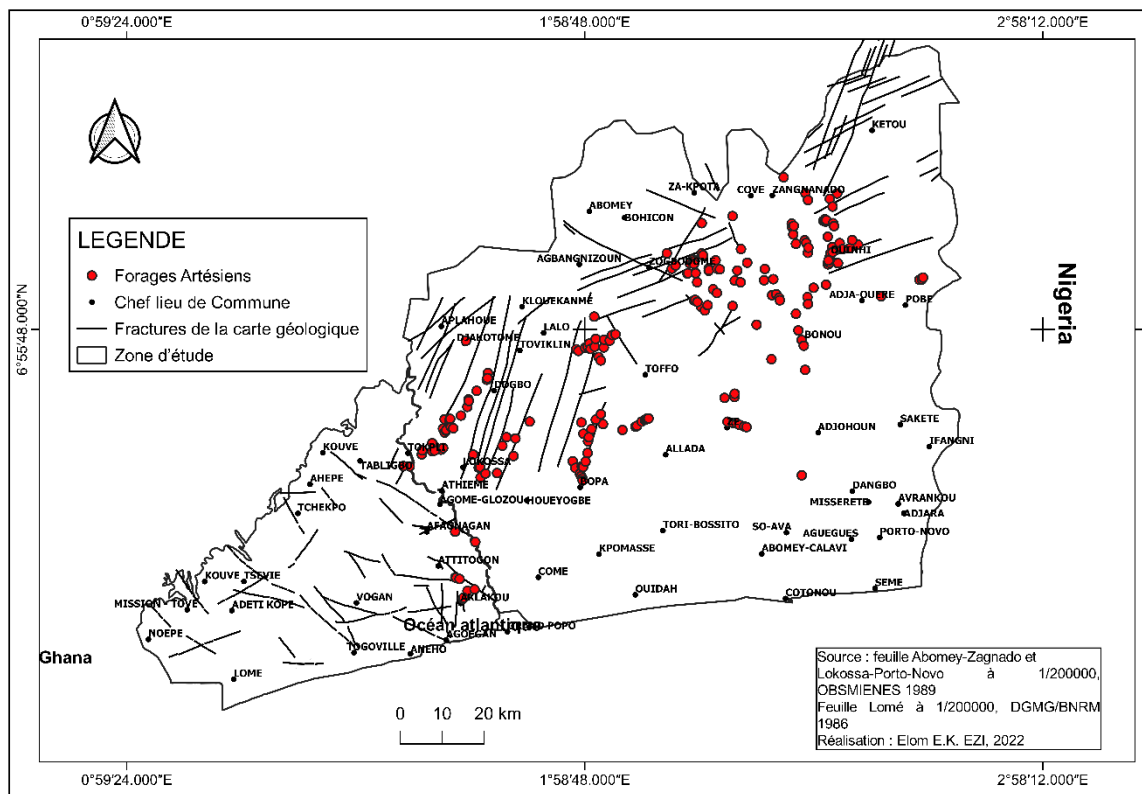 0°59'24.000"E
1°58'48.000"E
2°58'12.000"E
KETOU
ZA-KPOTA
COVE
ZANGNANADO
ABOMEY
BOHICON
LEGENDE
Forages Artésiens
Chef lieu de Commune
Fractures de la carte géologique
Zone d'étude
OUINHI
AGBANGNIZOUN
ZOGBODOME
Nigeria
ADJA-OUERE
POBE
KLOUEKANME
APLAHOUE
LALO
DJAKOTOME
TOVIKLIN
BONOU
6°55'48.000"N
TOFFO
DOGBO
SAKETE
ADJOHOUN
IFANGNI
KOUVE
TABLIGBO
LOKOSSA
ALLADA
AHEPE
ATHIEME
BOPA
DANGBO
AGOME-GLOZOU
HOUEYOGBE
MISSERETE
AVRANKOU
ADJARA
TCHEKPO
AFAGNAGAN
TORI-BOSSITO
SO-AVA
AGUEGUES
PORTO-NOVO
KPOMASSE
ABOMEY-CALAVI
ATTITOGON
KOUVE
TSEVIE
COME
OUIDAH
SEME
COTONOU
MISSION - TOVE
ADETI KOPE
VOGAN
AKLAKOU
Océan atlantique
NOEPE
AGOEGAN
TOGOVILLE
ANEHO
Ghana
LOME
Source : feuille Abomey-Zagnado et
Lokossa-Porto-Novo à 1/200000,
OBSMIENES 1989
Feuille Lomé à 1/200000, DGMG/BNRM
1986
Réalisation : Elom E.K. EZI, 2022
0 10 20 km
0°59'24.000"E
1°58'48.000"E
2°58'12.000"E